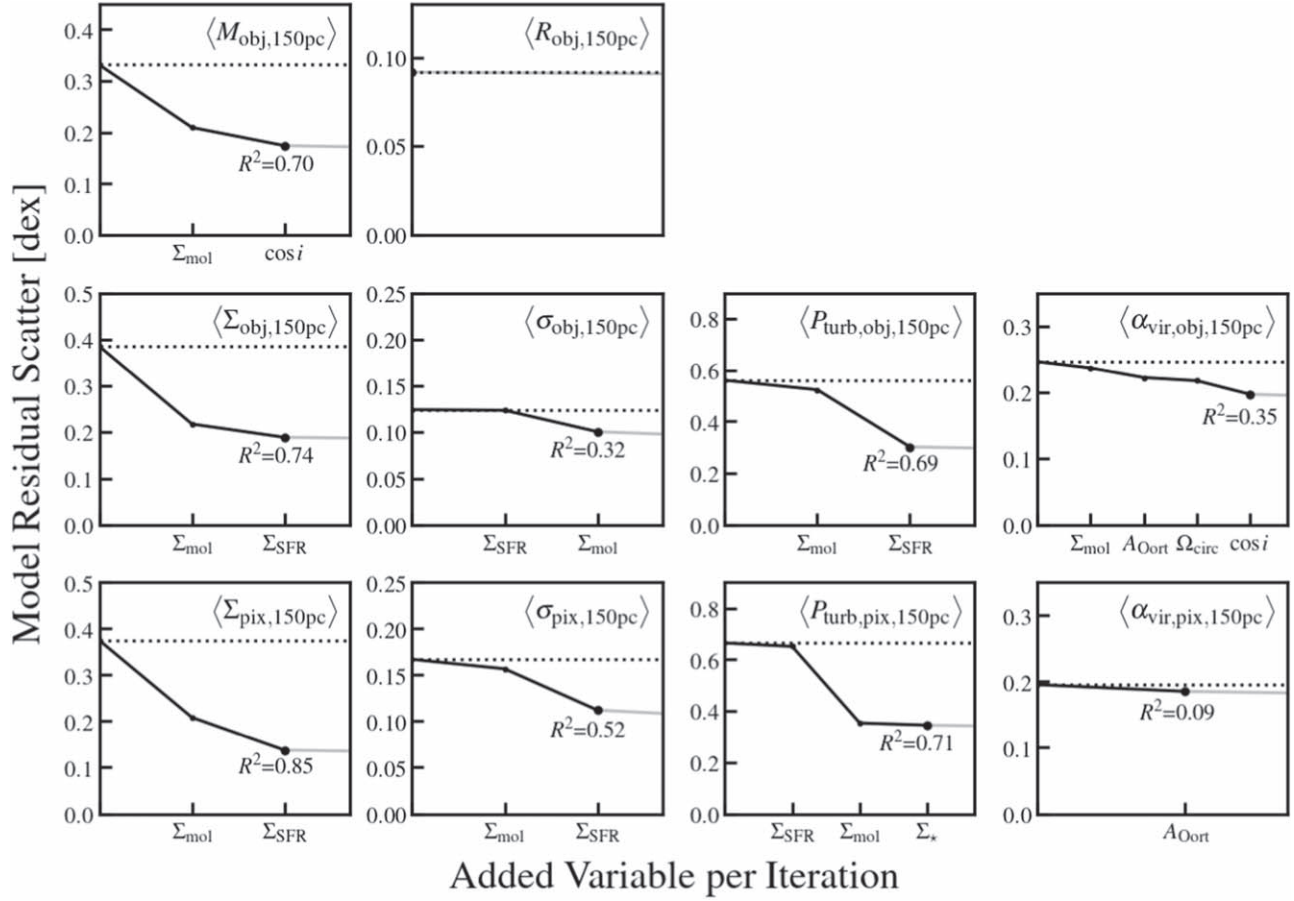 Model Residual Scatter [dex]
⟨M_obj,150pc⟩
0.4
0.3
0.2
0.1
0.0
R²=0.70
Σ_mol cos i
⟨R_obj,150pc⟩
0.10
0.05
0.00
⟨Σ_obj,150pc⟩
0.5
0.4
0.3
0.2
0.1
0.0
R²=0.74
Σ_mol Σ_SFR
⟨σ_obj,150pc⟩
0.25
0.20
0.15
0.10
0.05
0.00
R²=0.32
Σ_SFR Σ_mol
⟨P_turb,obj,150pc⟩
0.8
0.6
0.4
0.2
0.0
R²=0.69
Σ_mol Σ_SFR
⟨α_vir,obj,150pc⟩
0.3
0.2
0.1
0.0
R²=0.35
Σ_mol A_Oort Ω_circ cos i
⟨Σ_pix,150pc⟩
0.5
0.4
0.3
0.2
0.1
0.0
R²=0.85
Σ_mol Σ_SFR
⟨σ_pix,150pc⟩
0.25
0.20
0.15
0.10
0.05
0.00
R²=0.52
Σ_mol Σ_SFR
⟨P_turb,pix,150pc⟩
0.8
0.6
0.4
0.2
0.0
R²=0.71
Σ_SFR Σ_mol Σ_⋆
⟨α_vir,pix,150pc⟩
0.3
0.2
0.1
0.0
R²=0.09
A_Oort
Added Variable per Iteration